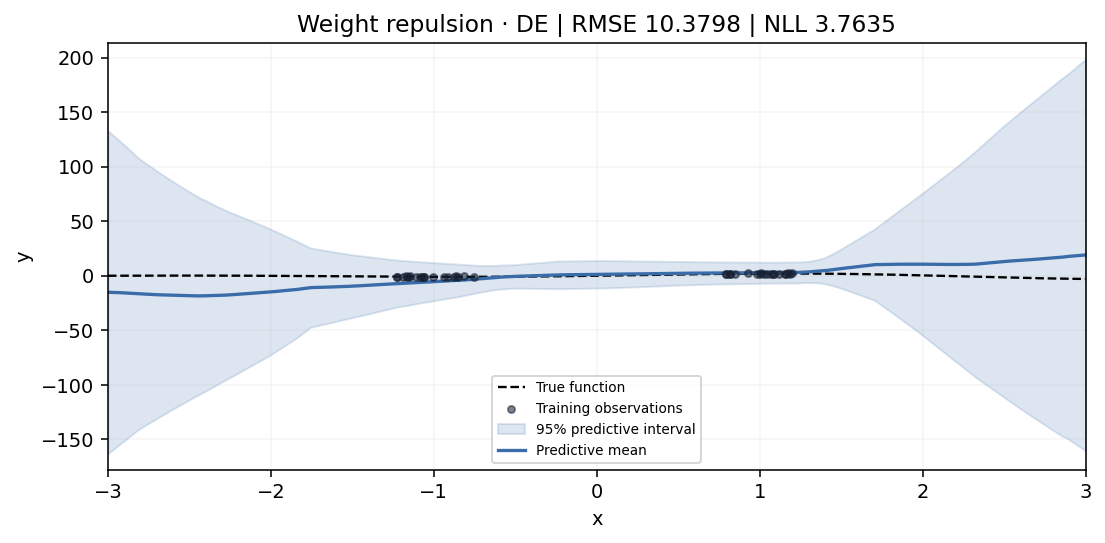 Weight repulsion · DE | RMSE 10.3798 | NLL 3.7635
200
150
100
50
0
−50
−100
−150
y
−3
−2
−1
0
1
2
3
x
True function
Training observations
95% predictive interval
Predictive mean